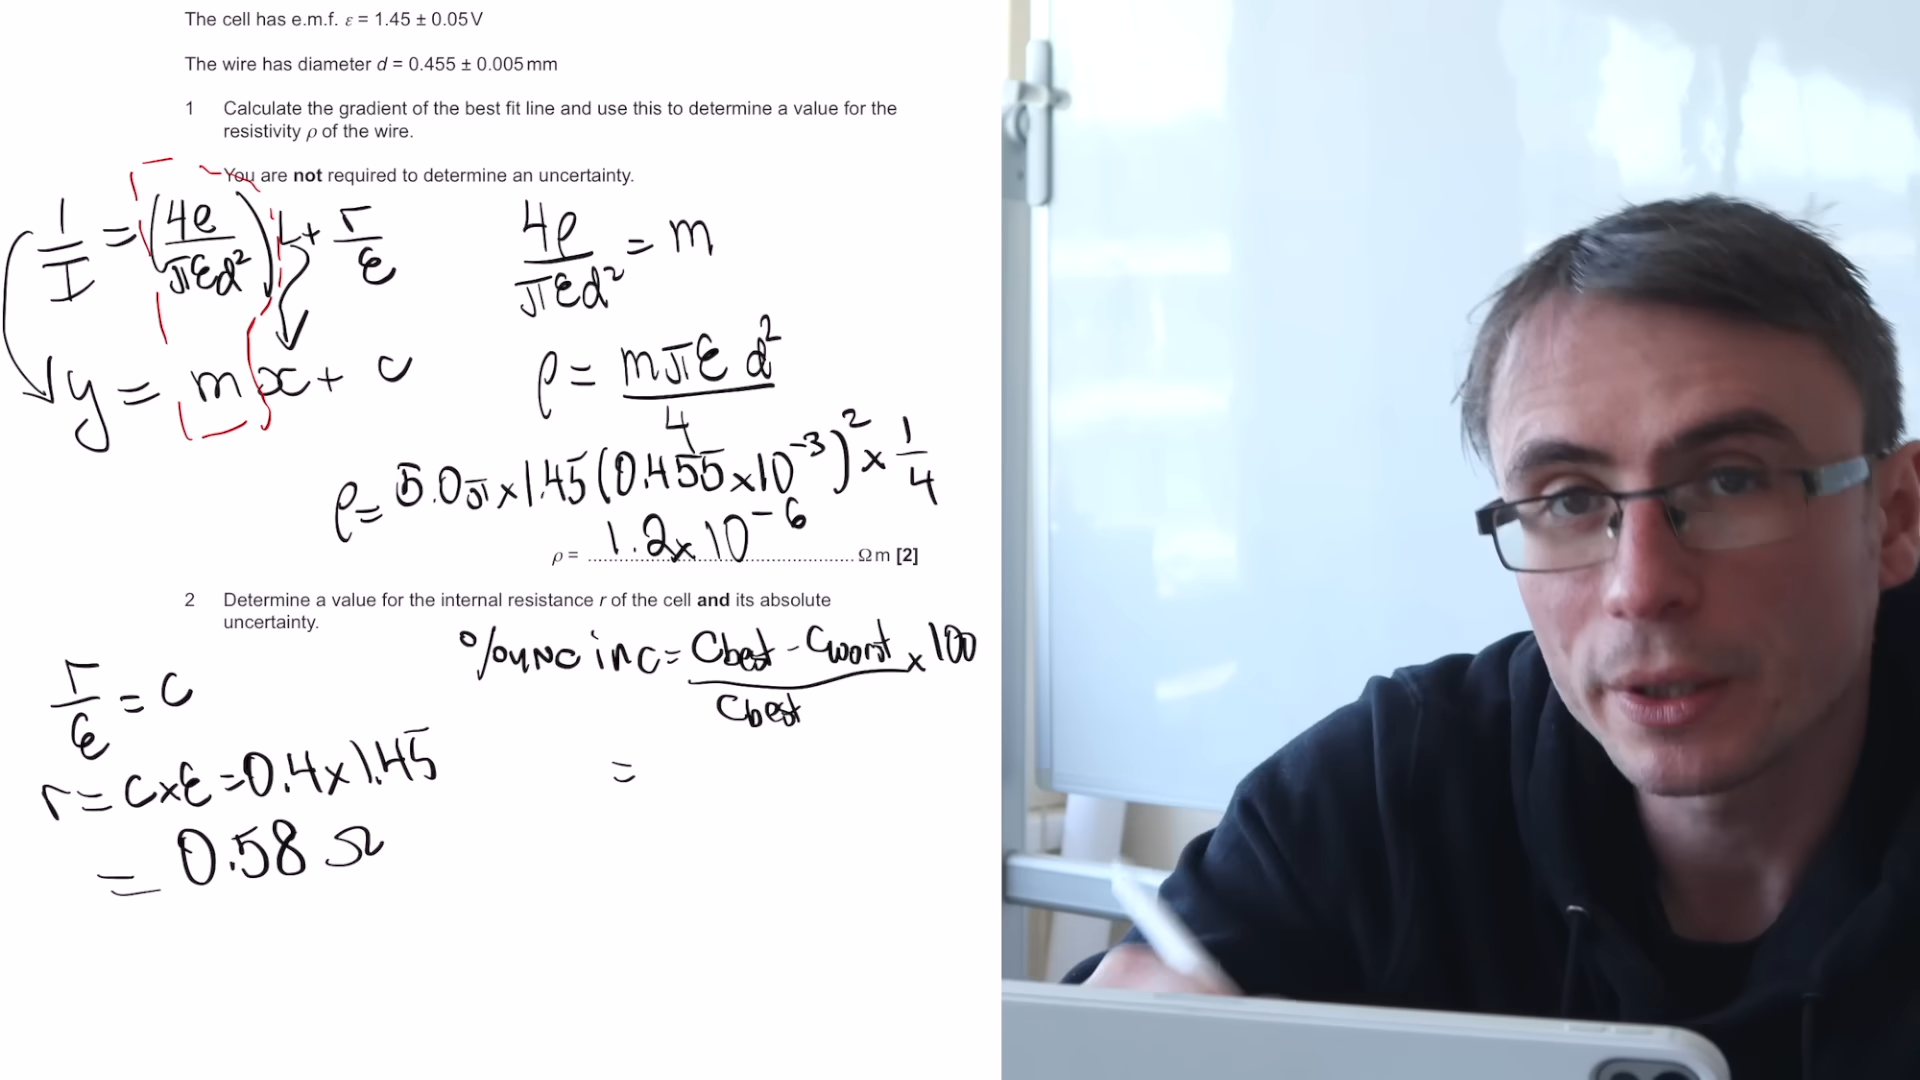 The cell has e.m.f. ε = 1.45 ± 0.05 V
The wire has diameter d = 0.455 ± 0.005 mm
1 Calculate the gradient of the best fit line and use this to determine a value for the
resistivity ρ of the wire.
You are not required to determine an uncertainty.
1/I = (4ρ/πεd²) L + r/ε
y = mx + c
4ρ/πεd² = m
ρ = mπε d²/4
ρ = 5.0π × 1.45 (0.455×10⁻³)² × 1/4
ρ = 1.2×10⁻⁶ Ω m [2]
2 Determine a value for the internal resistance r of the cell and its absolute
uncertainty.
%unc in c = Cbest - Cworst / Cbest × 100
=
r/ε = c
r = c×ε = 0.4×1.45
= 0.58 Ω